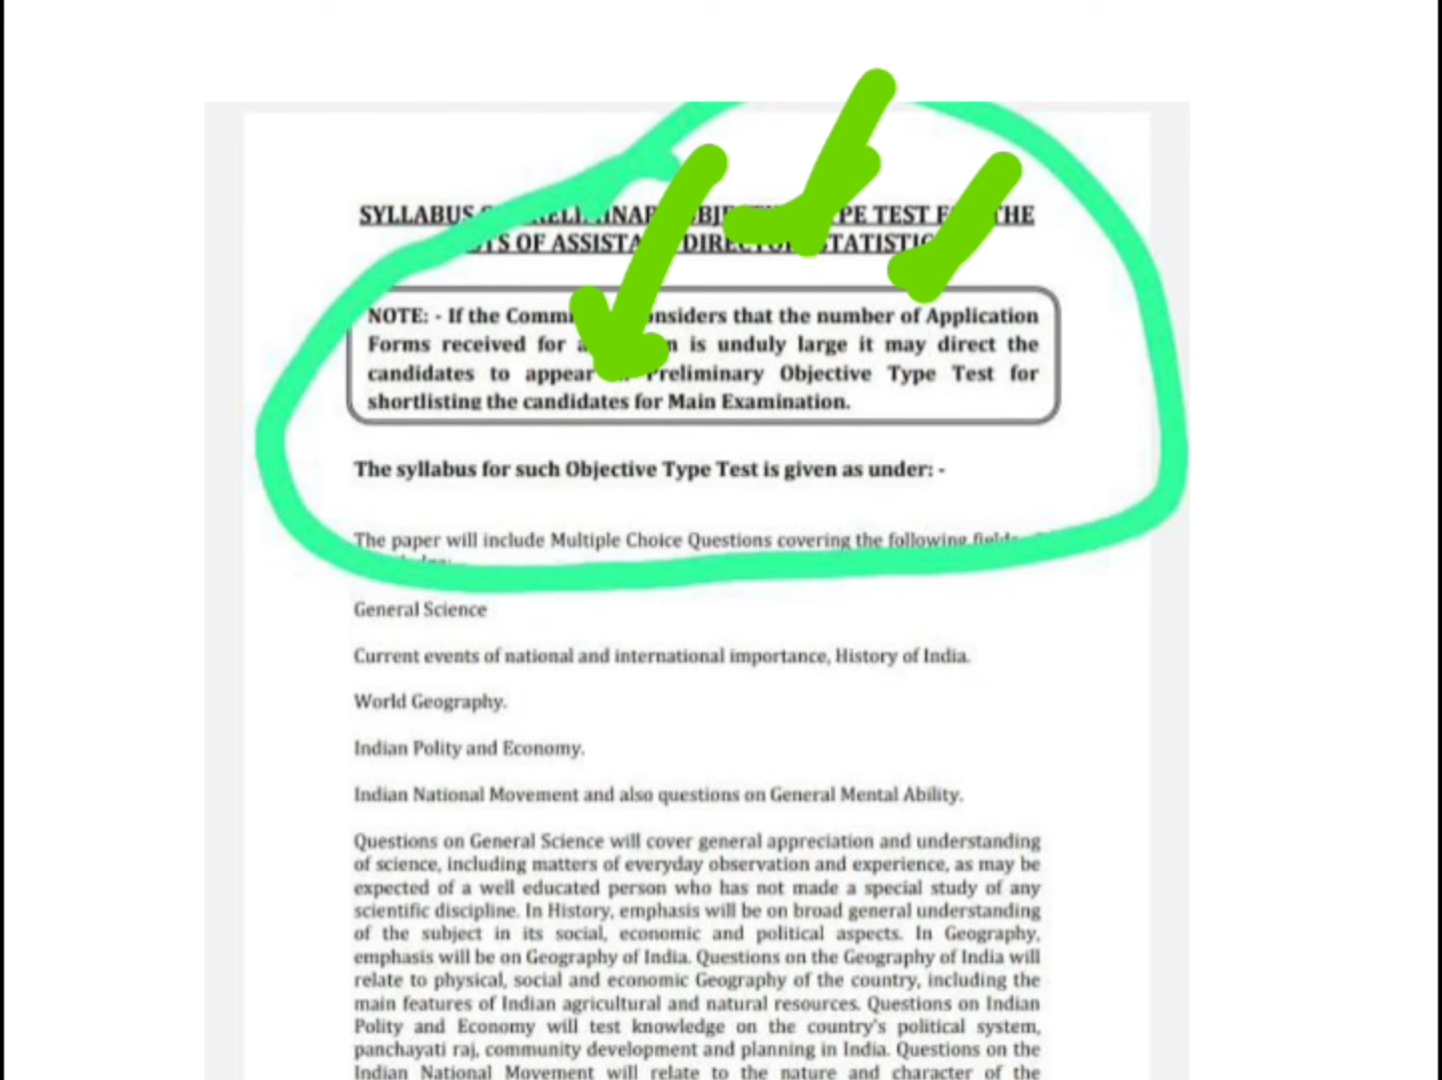 SYLLABUS TEST THE
OF
NOTE: - If the that the number of Application
Forms received for is unduly large it may direct the
candidates to appear Preliminary Objective Type Test for
shortlisting the candidates for Main Examination.
The syllabus for such Objective Type Test is given as under: -
The paper will include Multiple Choice Questions covering the following
General Science
Current events of national and international importance, History of India.
World Geography.
Indian Polity and Economy.
Indian National Movement and also questions on General Mental Ability.
Questions on General Science will cover general appreciation and understanding
of science, including matters of everyday observation and experience, as may be
expected of a well educated person who has not made a special study of any
scientific discipline. In History, emphasis will be on broad general understanding
of the subject in its social, economic and political aspects. In Geography,
emphasis will be on Geography of India. Questions on the Geography of India will
relate to physical, social and economic Geography of the country, including the
main features of Indian agricultural and natural resources. Questions on Indian
Polity and Economy will test knowledge on the country's political system,
panchayati raj, community development and planning in India. Questions on the
Indian National Movement will relate to the nature and character of the